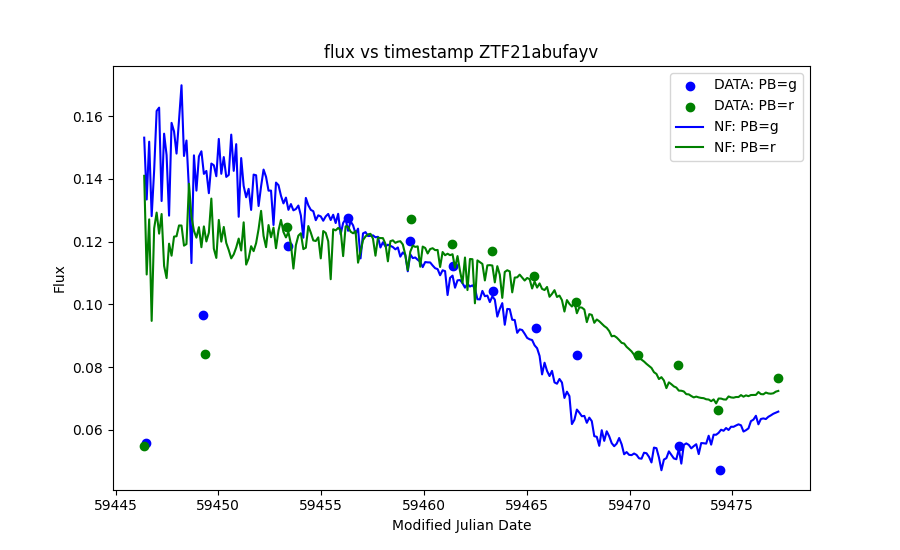 flux vs timestamp ZTF21abufayv
DATA: PB=g
DATA: PB=r
NF: PB=g
NF: PB=r
Flux
0.16
0.14
0.12
0.10
0.08
0.06
59445
59450
59455
59460
59465
59470
59475
Modified Julian Date